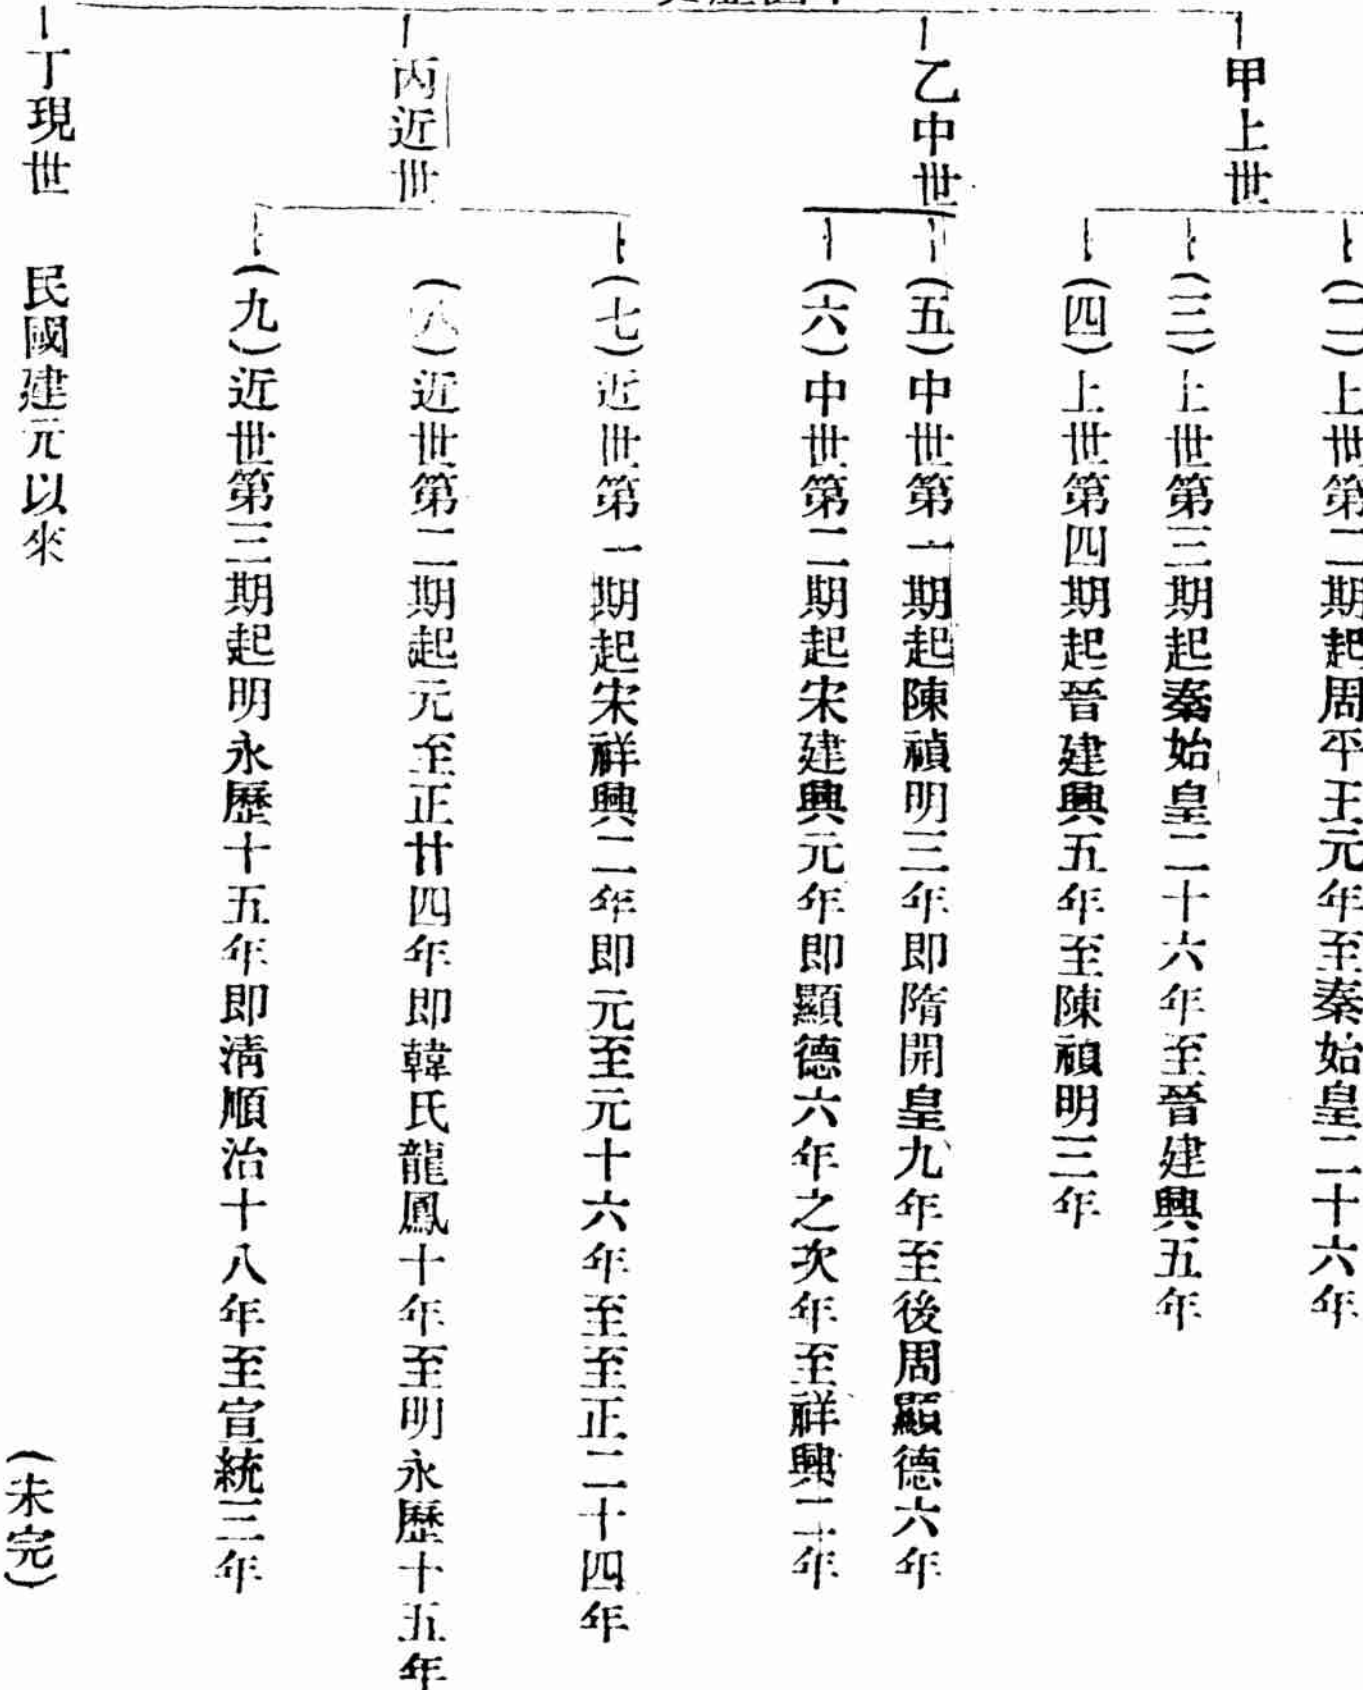 甲上世
(二)上世第二期起周平王元年至秦始皇二十六年
(三)上世第三期起秦始皇二十六年至晉建興五年
(四)上世第四期起晉建興五年至陳禎明三年
乙中世
(五)中世第一期起陳禎明三年即隋開皇九年至後周顯德六年
(六)中世第二期起宋建興元年即顯德六年之次年至祥興二年
丙近世
(七)近世第一期起宋祥興二年即元至元十六年至至正二十四年
(八)近世第二期起元至正廿四年即韓氏龍鳳十年至明永歷十五年
(九)近世第三期起明永歷十五年即清順治十八年至宣統三年
丁現世 民國建元以來
(未完)